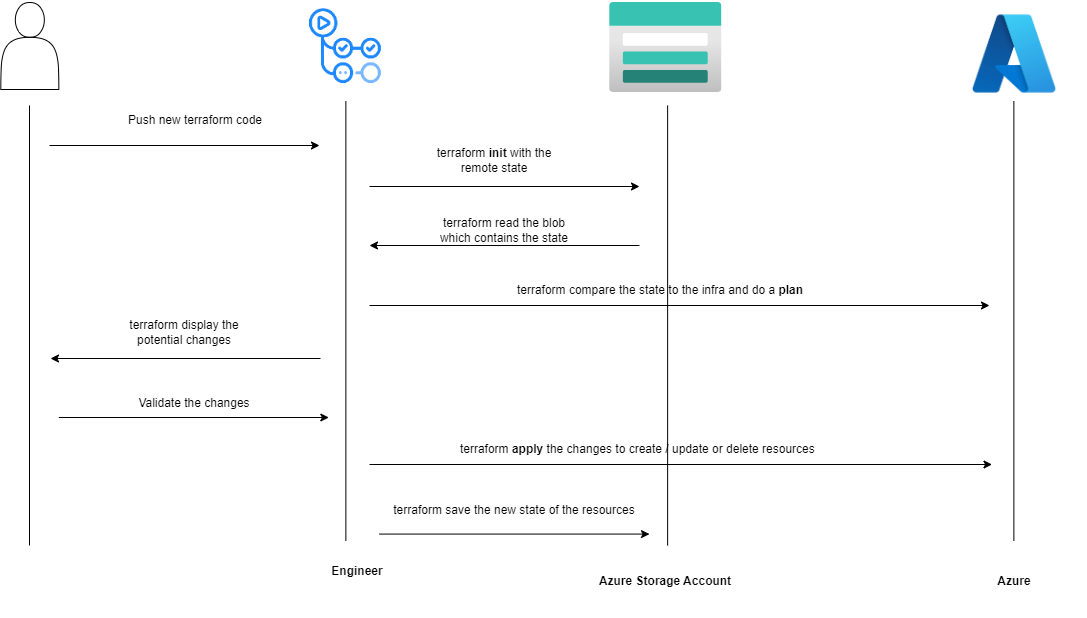 Push new terraform code
terraform init with the
remote state
terraform read the blob
which contains the state
terraform compare the state to the infra and do a plan
terraform display the
potential changes
Validate the changes
terraform apply the changes to create / update or delete resources
terraform save the new state of the resources
Engineer
Azure Storage Account
Azure